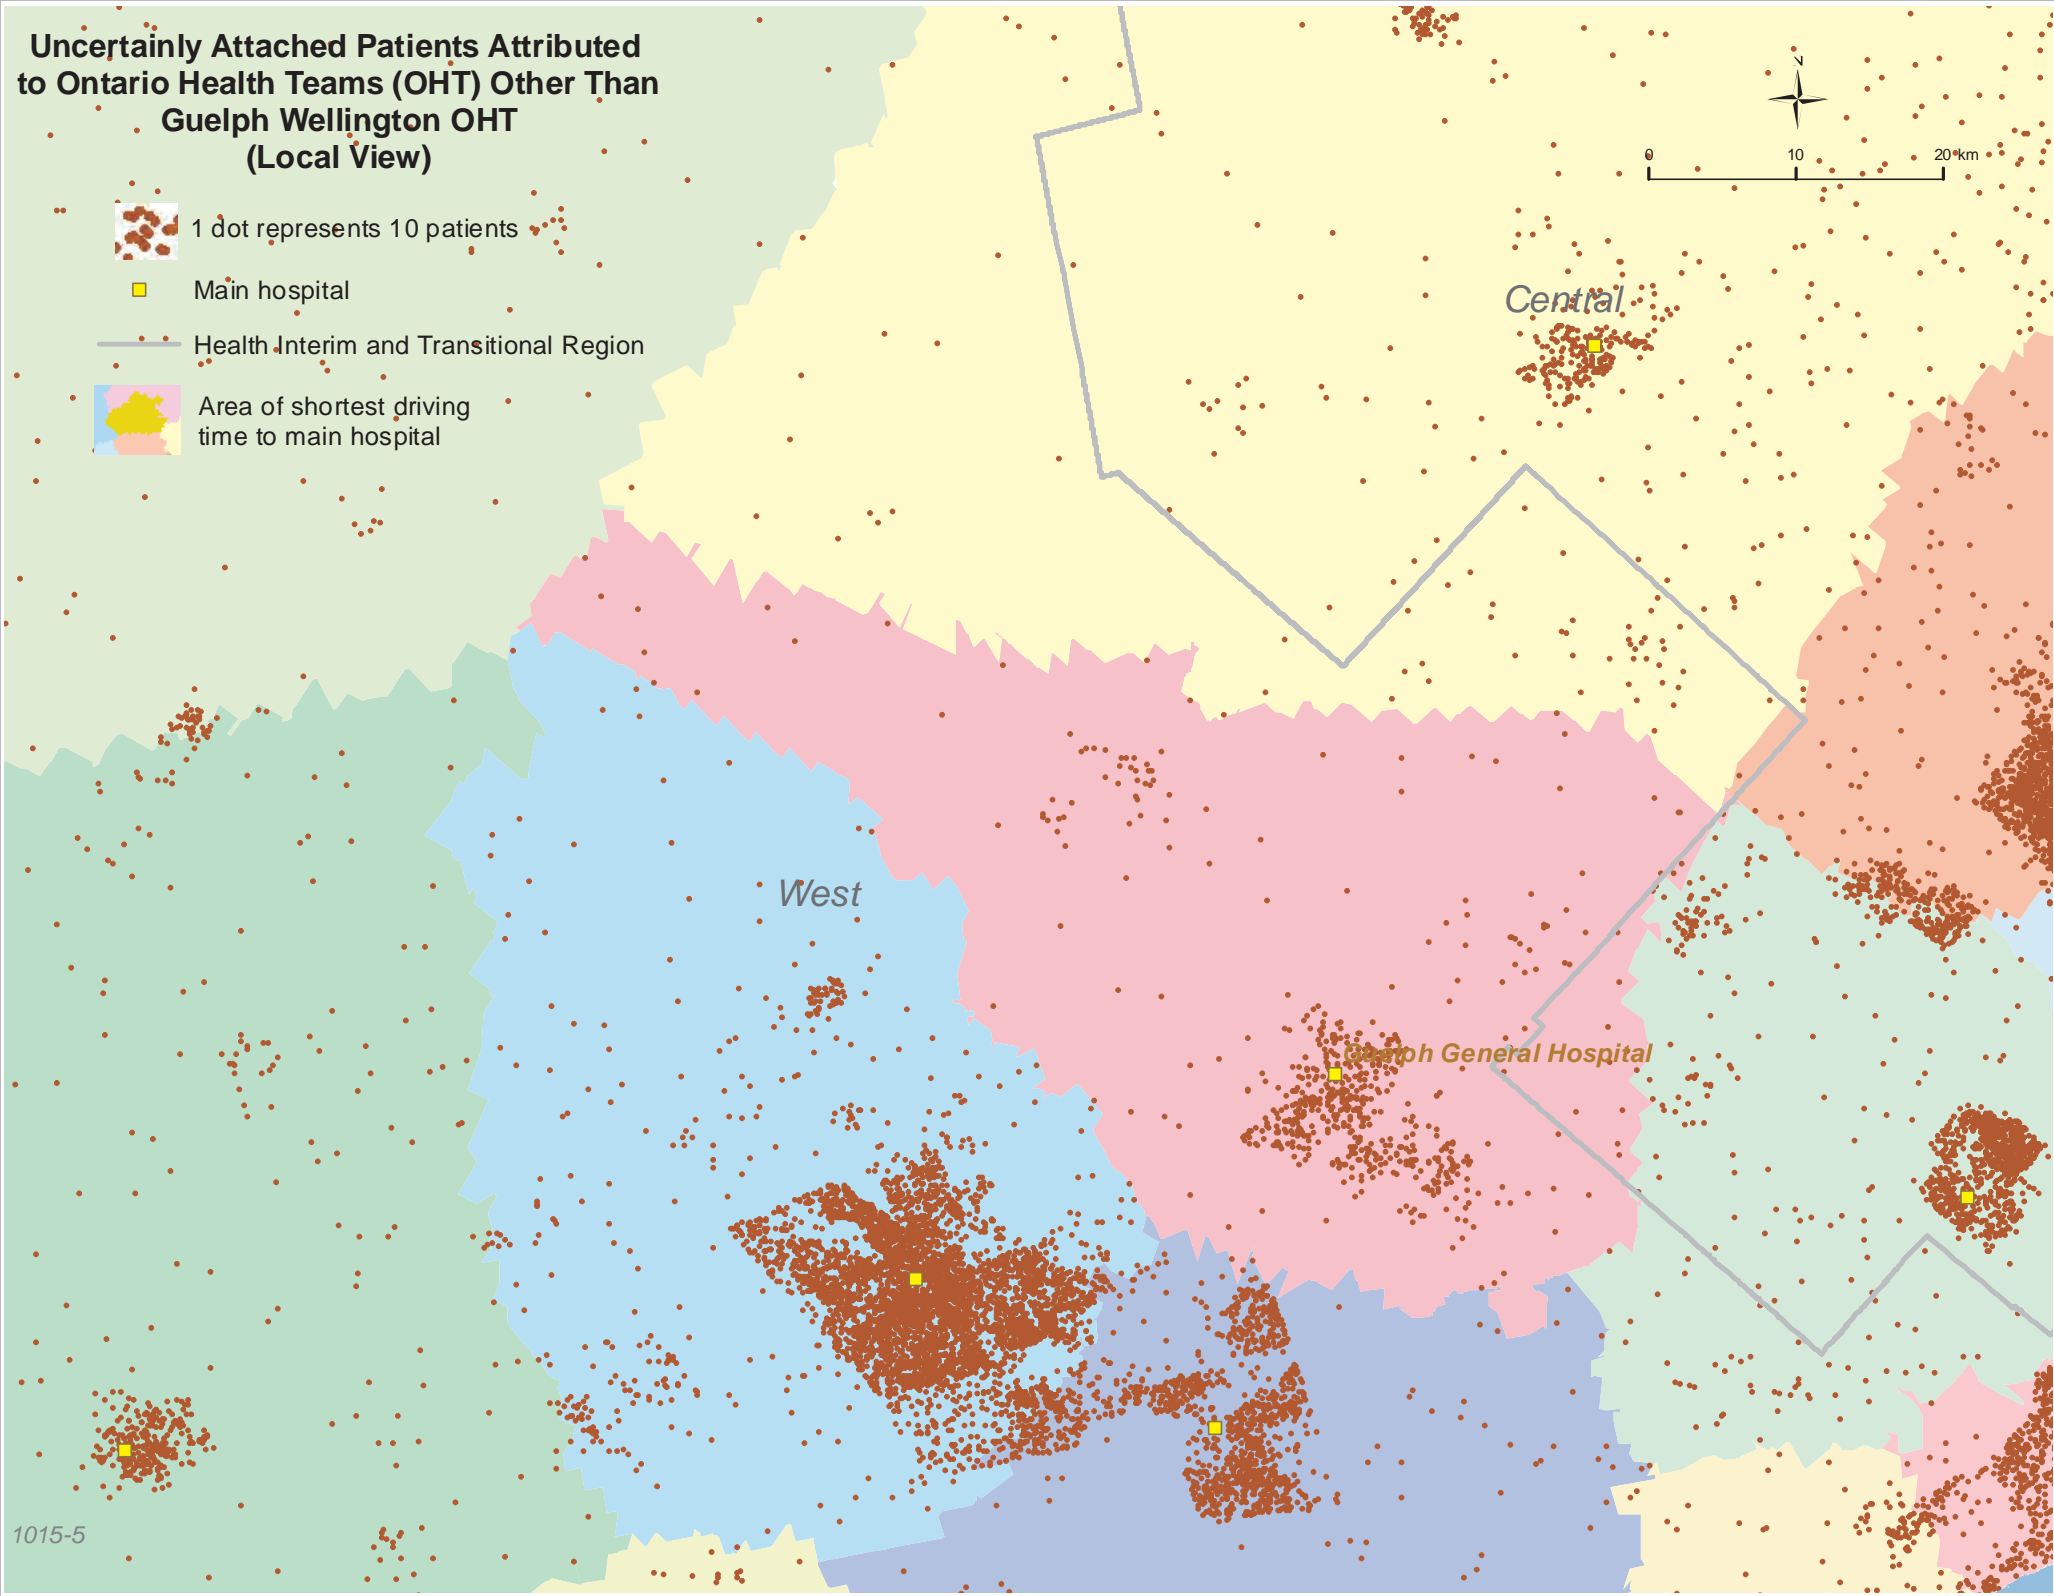 Uncertainly Attached Patients Attributed
to Ontario Health Teams (OHT) Other Than
Guelph Wellington OHT
(Local View)
1 dot represents 10 patients
Main hospital
Health Interim and Transitional Region
Area of shortest driving
time to main hospital
N
0 10 20 km
Central
West
Guelph General Hospital
1015-5